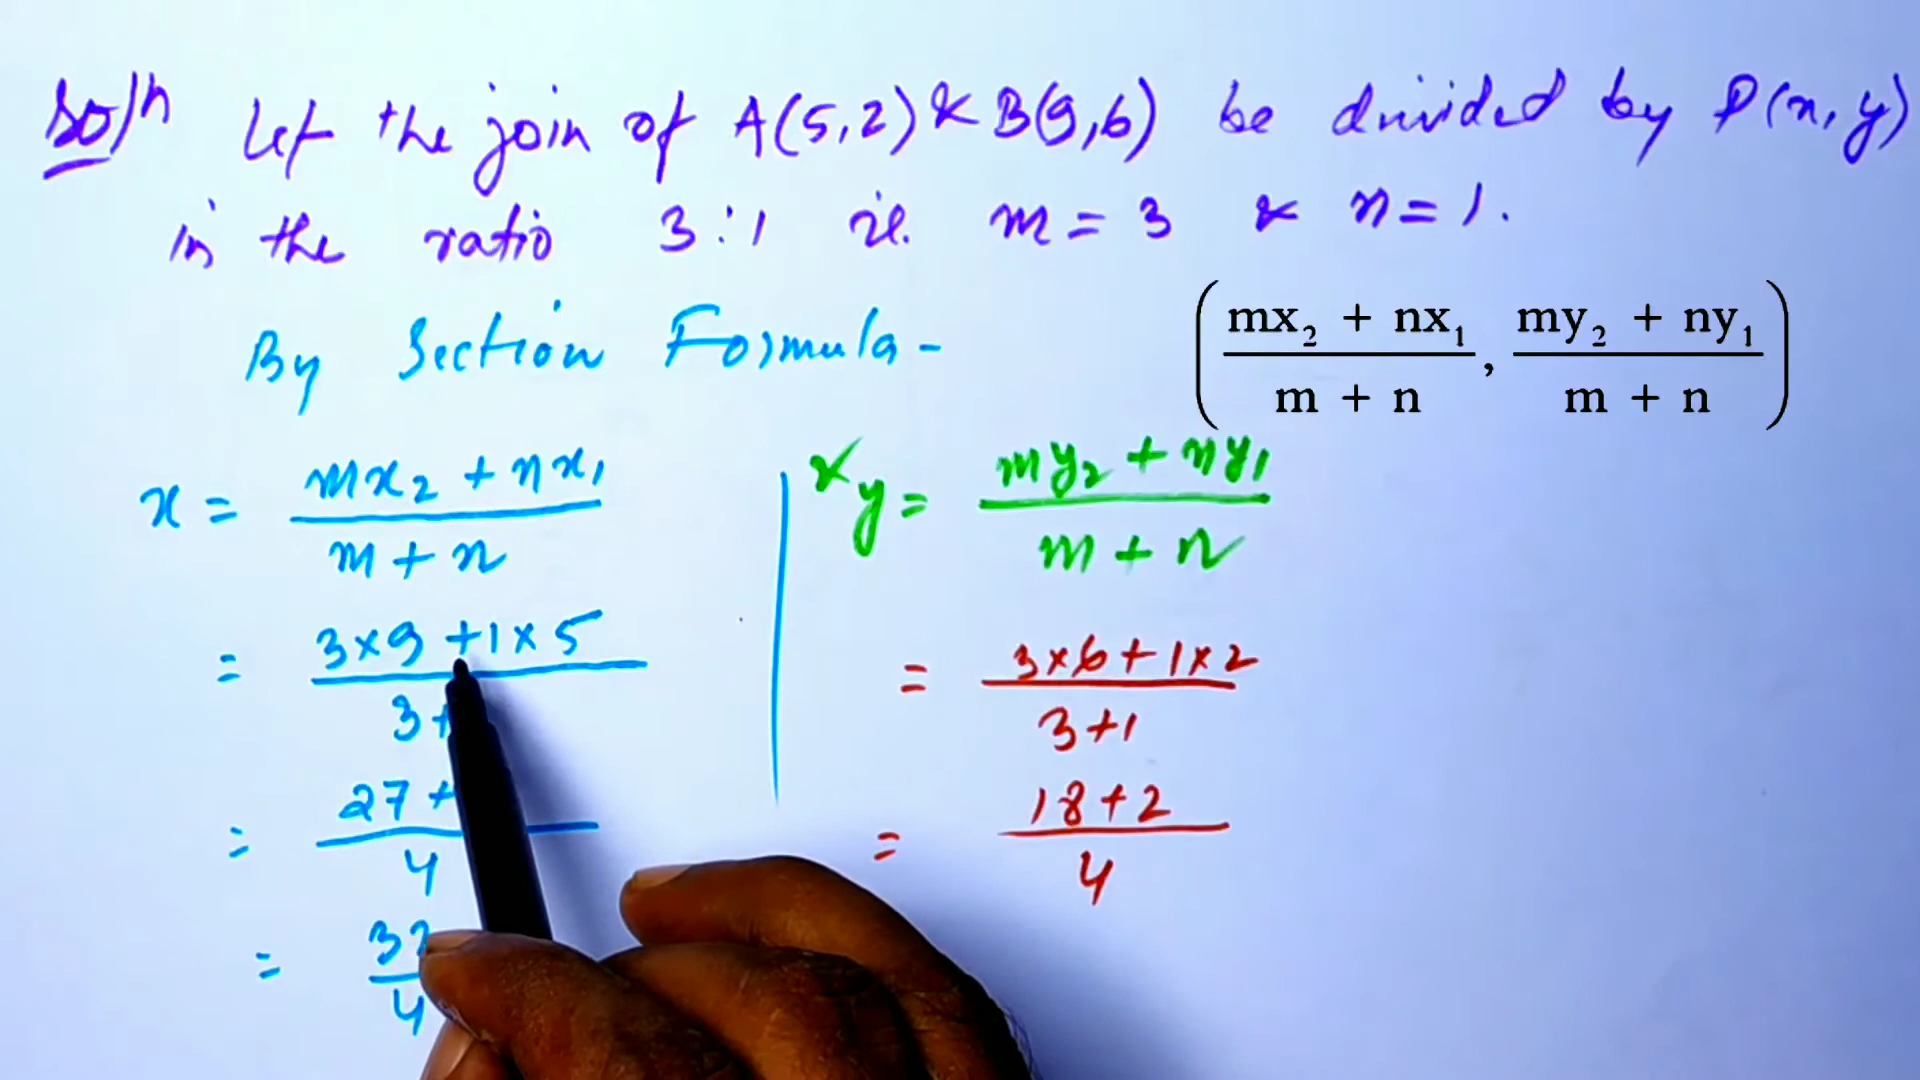 Soln Let the join of A(5,2) & B(9,6) be divided by P(x,y)
in the ratio 3:1 ie. m = 3 & n = 1.
By Section Formula-
(mx₂ + nx₁ / m + n , my₂ + ny₁ / m + n)
x = mx₂ + nx₁ / m + n
= 3×9 + 1×5 / 3+
= 27 + / 4
= 32 / 4
& y = my₂ + ny₁ / m + n
= 3×6 + 1×2 / 3+1
= 18+2 / 4